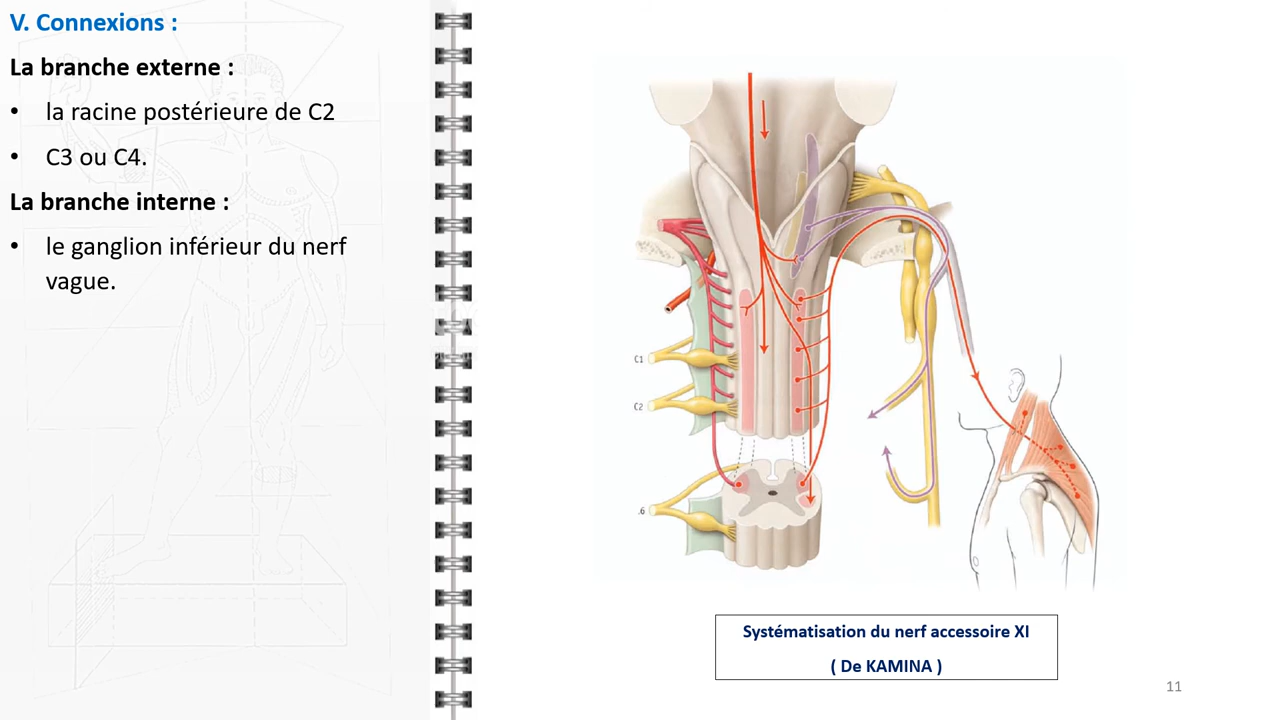 V. Connexions :
La branche externe :
• la racine postérieure de C2
• C3 ou C4.
La branche interne :
• le ganglion inférieur du nerf
vague.
C1
C2
.6
Systématisation du nerf accessoire XI
( De KAMINA )
11